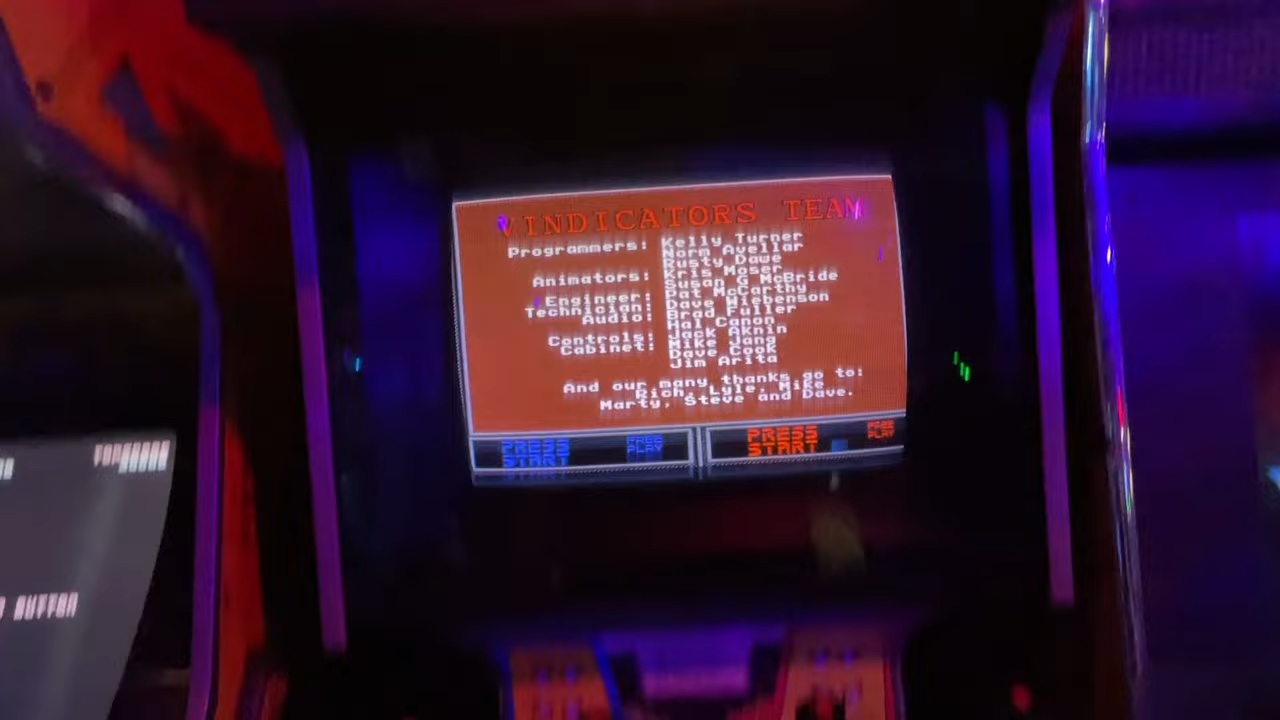 VINDICATORS TEAM
Programmers: Kelly Turner
Norm Avellar
Rusty Dawe
Animators: Kris Moser
Susan G McBride
Engineer: Pat McCarthy
Technician: Dave Wiebenson
Audio: Brad Fuller
Hal Canon
Controls: Jack Aknin
Cabinet: Mike Jang
Dave Cook
Jim Arita
And our many thanks go to:
Rich, Lyle, Mike
Marty, Steve and Dave.
PRESS START FREE PLAY
PRESS START FREE PLAY
BUTTON